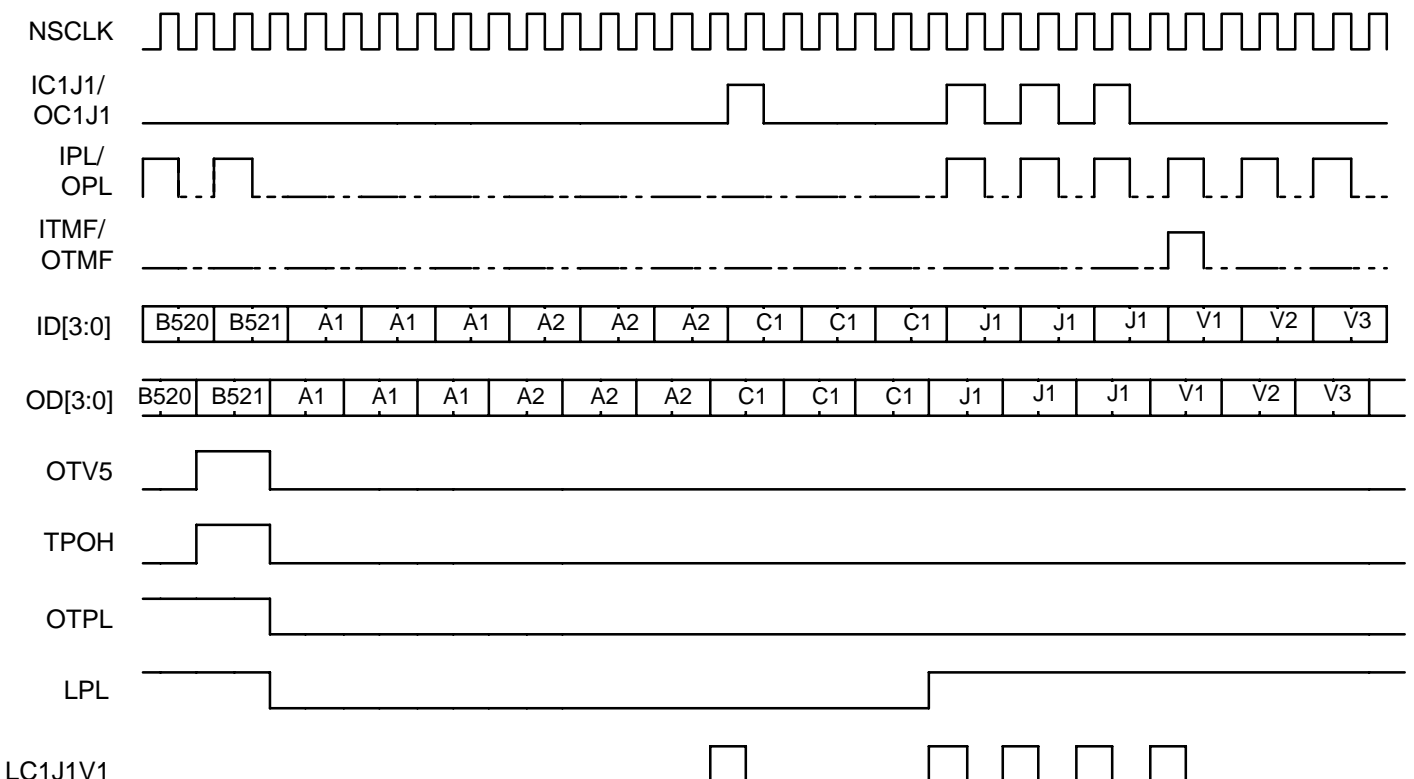 NSCLK
IC1J1/
OC1J1
IPL/
OPL
ITMF/
OTMF
ID[3:0] B520 B521 A1 A1 A1 A2 A2 A2 C1 C1 C1 J1 J1 J1 V1 V2 V3
OD[3:0] B520 B521 A1 A1 A1 A2 A2 A2 C1 C1 C1 J1 J1 J1 V1 V2 V3
OTV5
TPOH
OTPL
LPL
LC1J1V1